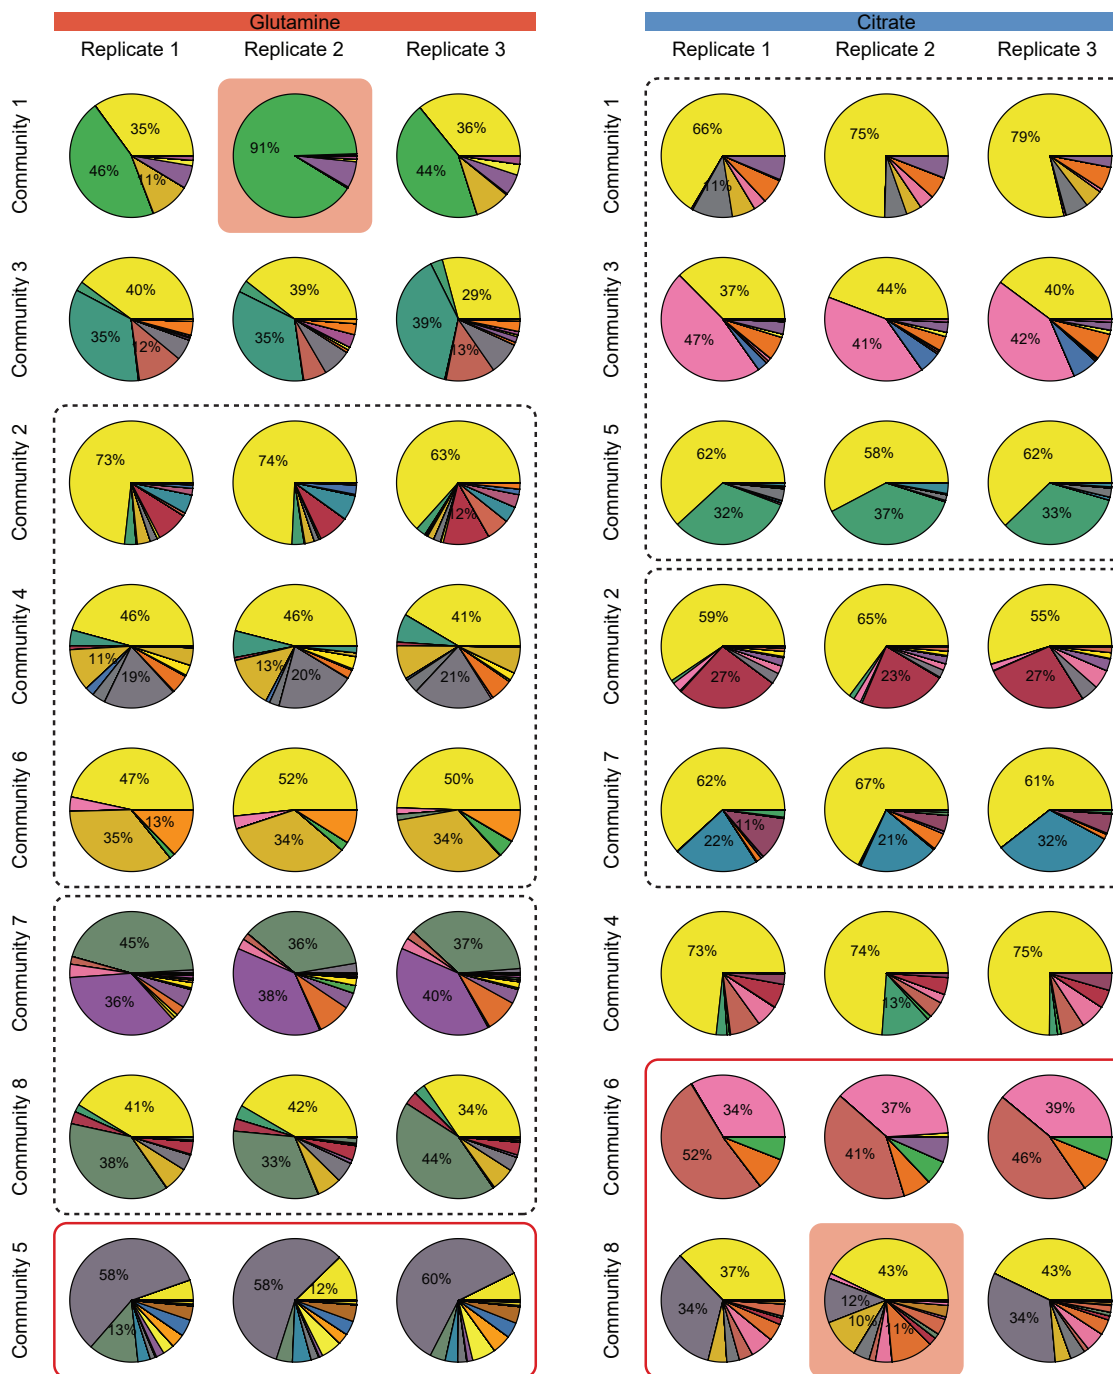 Glutamine
Citrate
Replicate 1 Replicate 2 Replicate 3
Replicate 1 Replicate 2 Replicate 3
Community 1
35% 46% 11%
91%
36% 44%
Community 3
40% 35% 12%
39% 35%
29% 39% 13%
Community 2
73%
74%
63% 12%
Community 4
46% 11% 19%
46% 13% 20%
41% 21%
Community 6
47% 13% 35%
52% 34%
50% 34%
Community 7
45% 36%
36% 38%
37% 40%
Community 8
41% 38%
42% 33%
34% 44%
Community 5
58% 13%
58% 12%
60%
Community 1
66% 11%
75%
79%
Community 3
37% 47%
44% 41%
40% 42%
Community 5
62% 32%
58% 37%
62% 33%
Community 2
59% 27%
65% 23%
55% 27%
Community 7
62% 11% 22%
67% 21%
61% 32%
Community 4
73%
74% 13%
75%
Community 6
34% 52%
37% 41%
39% 46%
Community 8
37% 34%
43% 12% 10% 11%
43% 34%